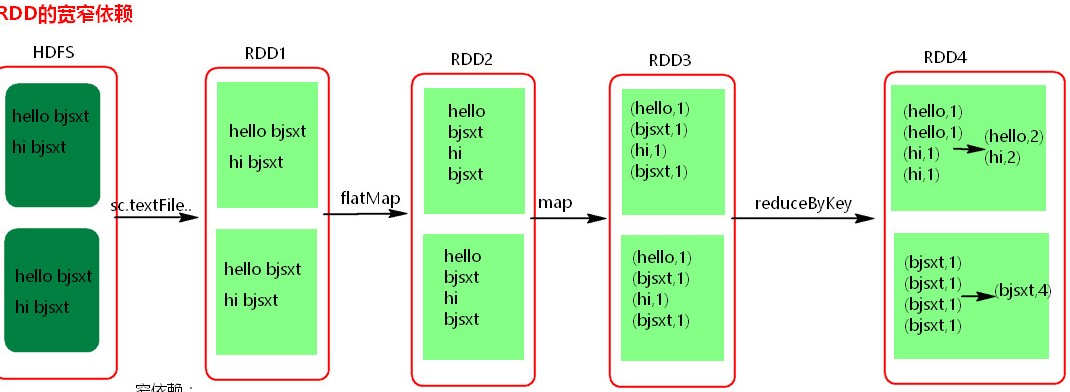 RDD的宽窄依赖
HDFS
RDD1
RDD2
RDD3
RDD4
hello bjsxt
hi bjsxt
hello bjsxt
hi bjsxt
sc.textFile..
hello bjsxt
hi bjsxt
hello bjsxt
hi bjsxt
flatMap
hello
bjsxt
hi
bjsxt
hello
bjsxt
hi
bjsxt
map
(hello,1)
(bjsxt,1)
(hi,1)
(bjsxt,1)
(hello,1)
(bjsxt,1)
(hi,1)
(bjsxt,1)
reduceByKey
(hello,1)
(hello,1)
(hi,1)
(hi,1)
(hello,2)
(hi,2)
(bjsxt,1)
(bjsxt,1)
(bjsxt,1)
(bjsxt,1)
(bjsxt,4)